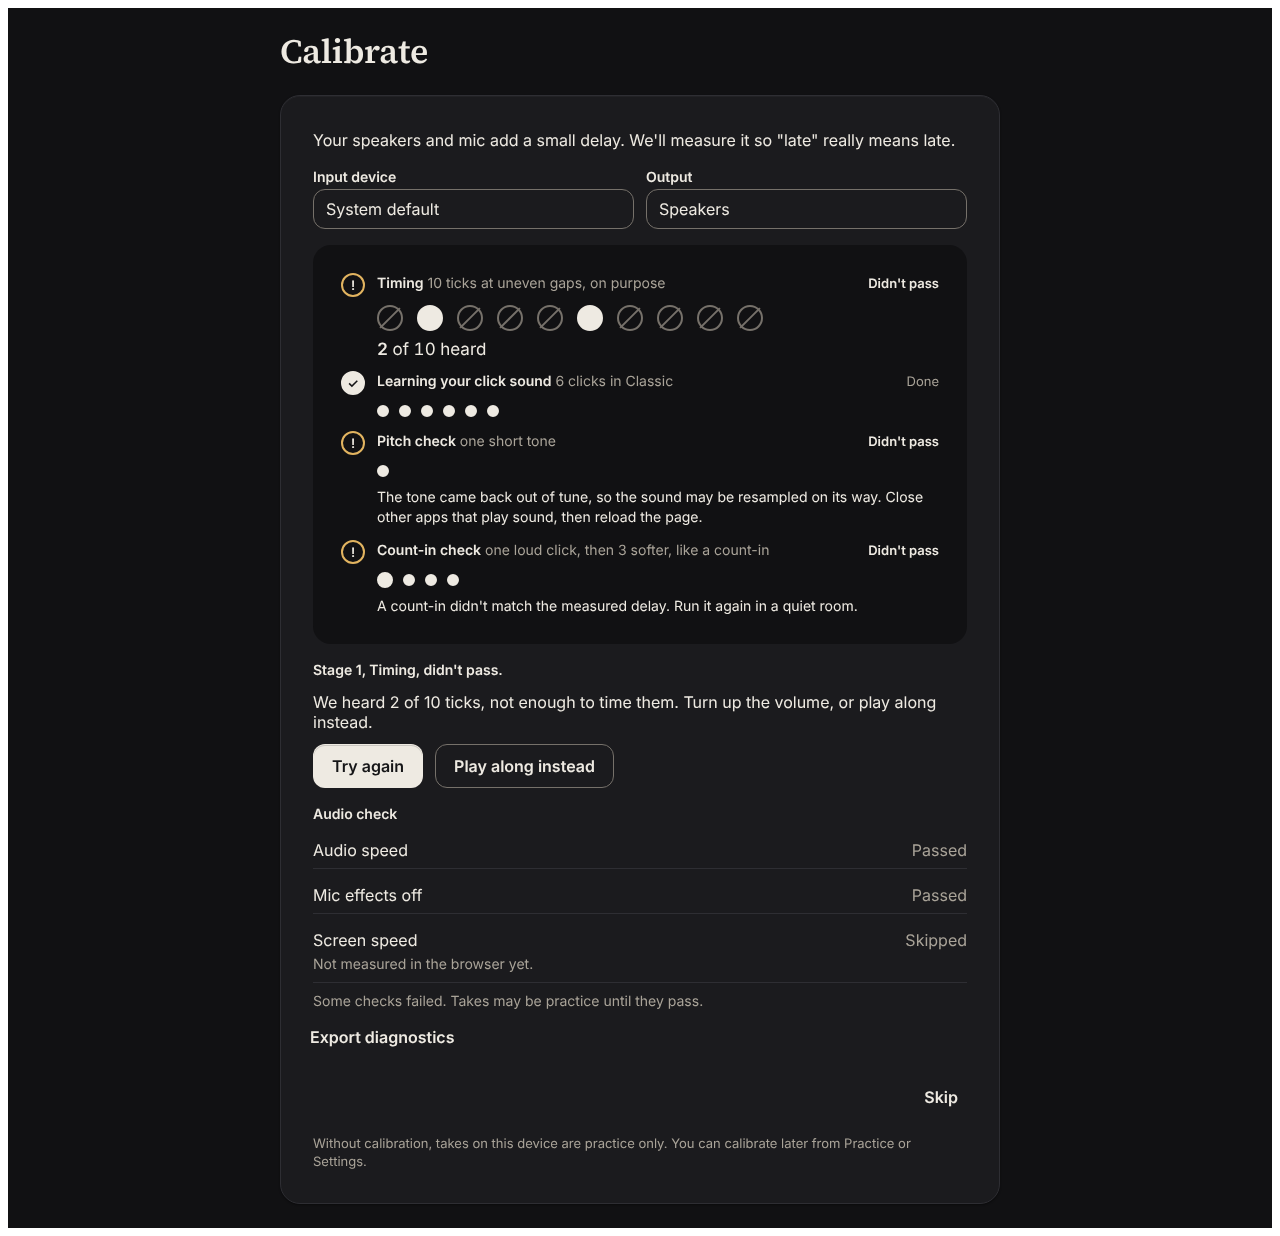 Calibrate
Your speakers and mic add a small delay. We'll measure it so "late" really means late.
Input device
Output
System default
Speakers
! Timing 10 ticks at uneven gaps, on purpose Didn't pass
2 of 10 heard
Learning your click sound 6 clicks in Classic Done
! Pitch check one short tone Didn't pass
The tone came back out of tune, so the sound may be resampled on its way. Close
other apps that play sound, then reload the page.
! Count-in check one loud click, then 3 softer, like a count-in Didn't pass
A count-in didn't match the measured delay. Run it again in a quiet room.
Stage 1, Timing, didn't pass.
We heard 2 of 10 ticks, not enough to time them. Turn up the volume, or play along
instead.
Try again
Play along instead
Audio check
Audio speed Passed
Mic effects off Passed
Screen speed Skipped
Not measured in the browser yet.
Some checks failed. Takes may be practice until they pass.
Export diagnostics
Skip
Without calibration, takes on this device are practice only. You can calibrate later from Practice or
Settings.